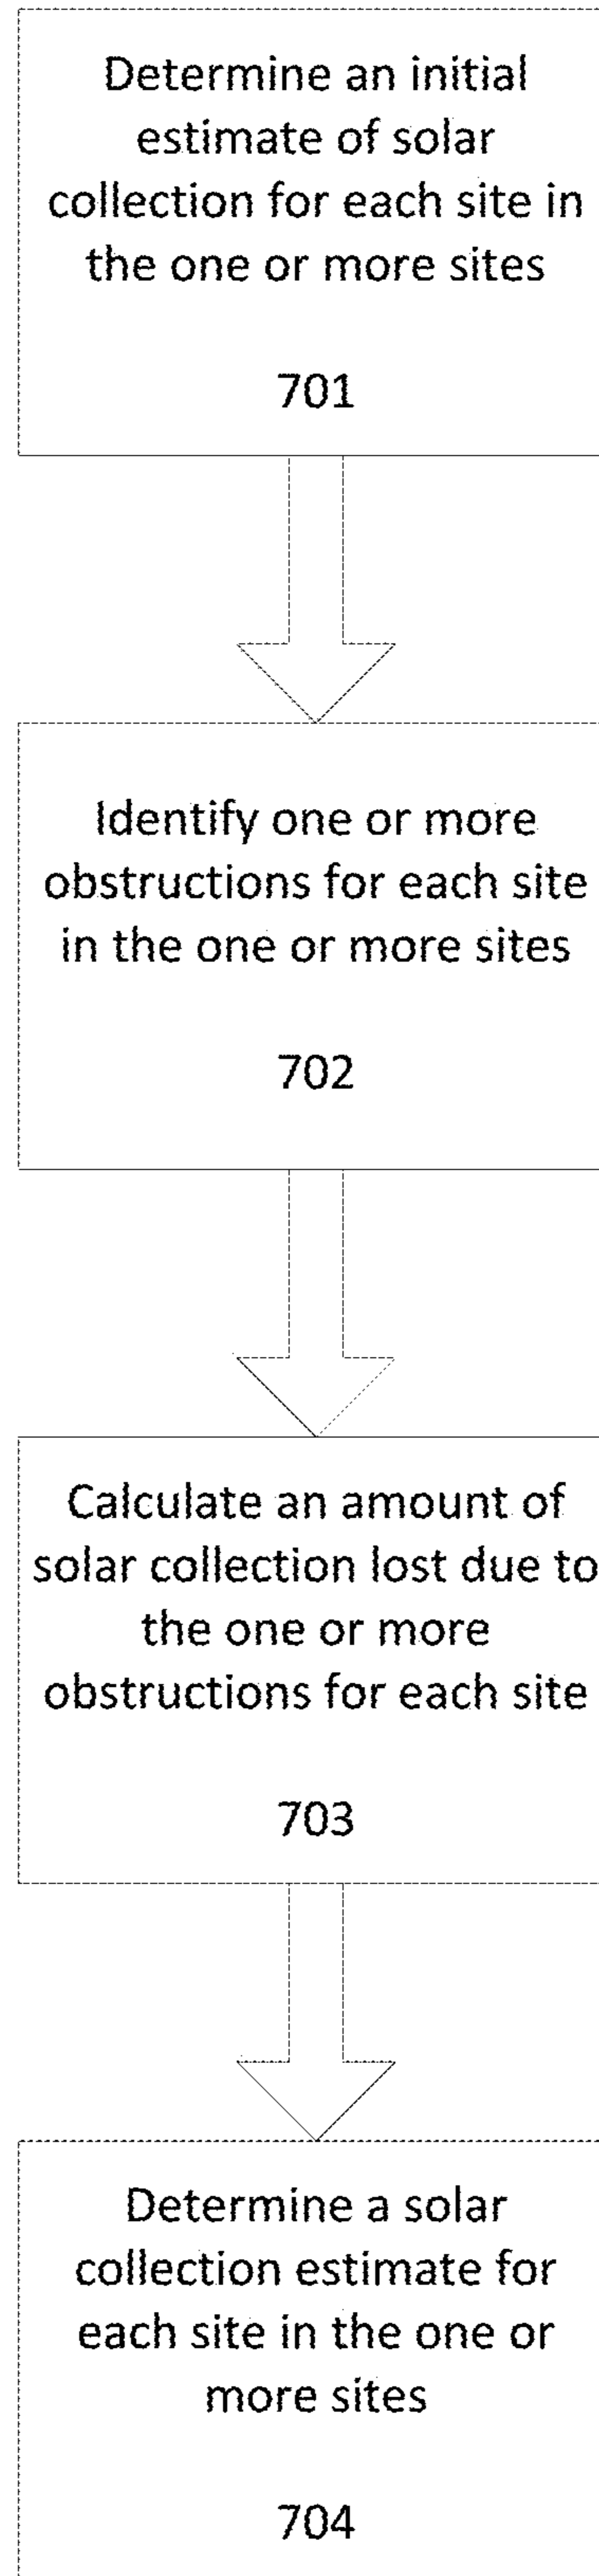 Determine an initial
estimate of solar
collection for each site in
the one or more sites
701
Identify one or more
obstructions for each site
in the one or more sites
702
Calculate an amount of
solar collection lost due to
the one or more
obstructions for each site
703
Determine a solar
collection estimate for
each site in the one or
more sites
704